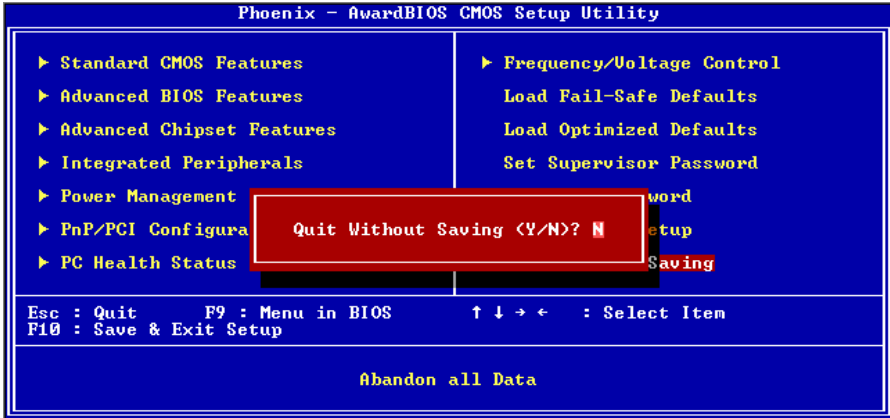 Phoenix - AwardBIOS CMOS Setup Utility
► Standard CMOS Features
► Advanced BIOS Features
► Advanced Chipset Features
► Integrated Peripherals
► Power Management
► PnP/PCI Configura
► PC Health Status
► Frequency/Voltage Control
Load Fail-Safe Defaults
Load Optimized Defaults
Set Supervisor Password
word
etup
Saving
Quit Without Saving (Y/N)? N
Esc : Quit F9 : Menu in BIOS ↑ ↓ → ← : Select Item
F10 : Save & Exit Setup
Abandon all Data